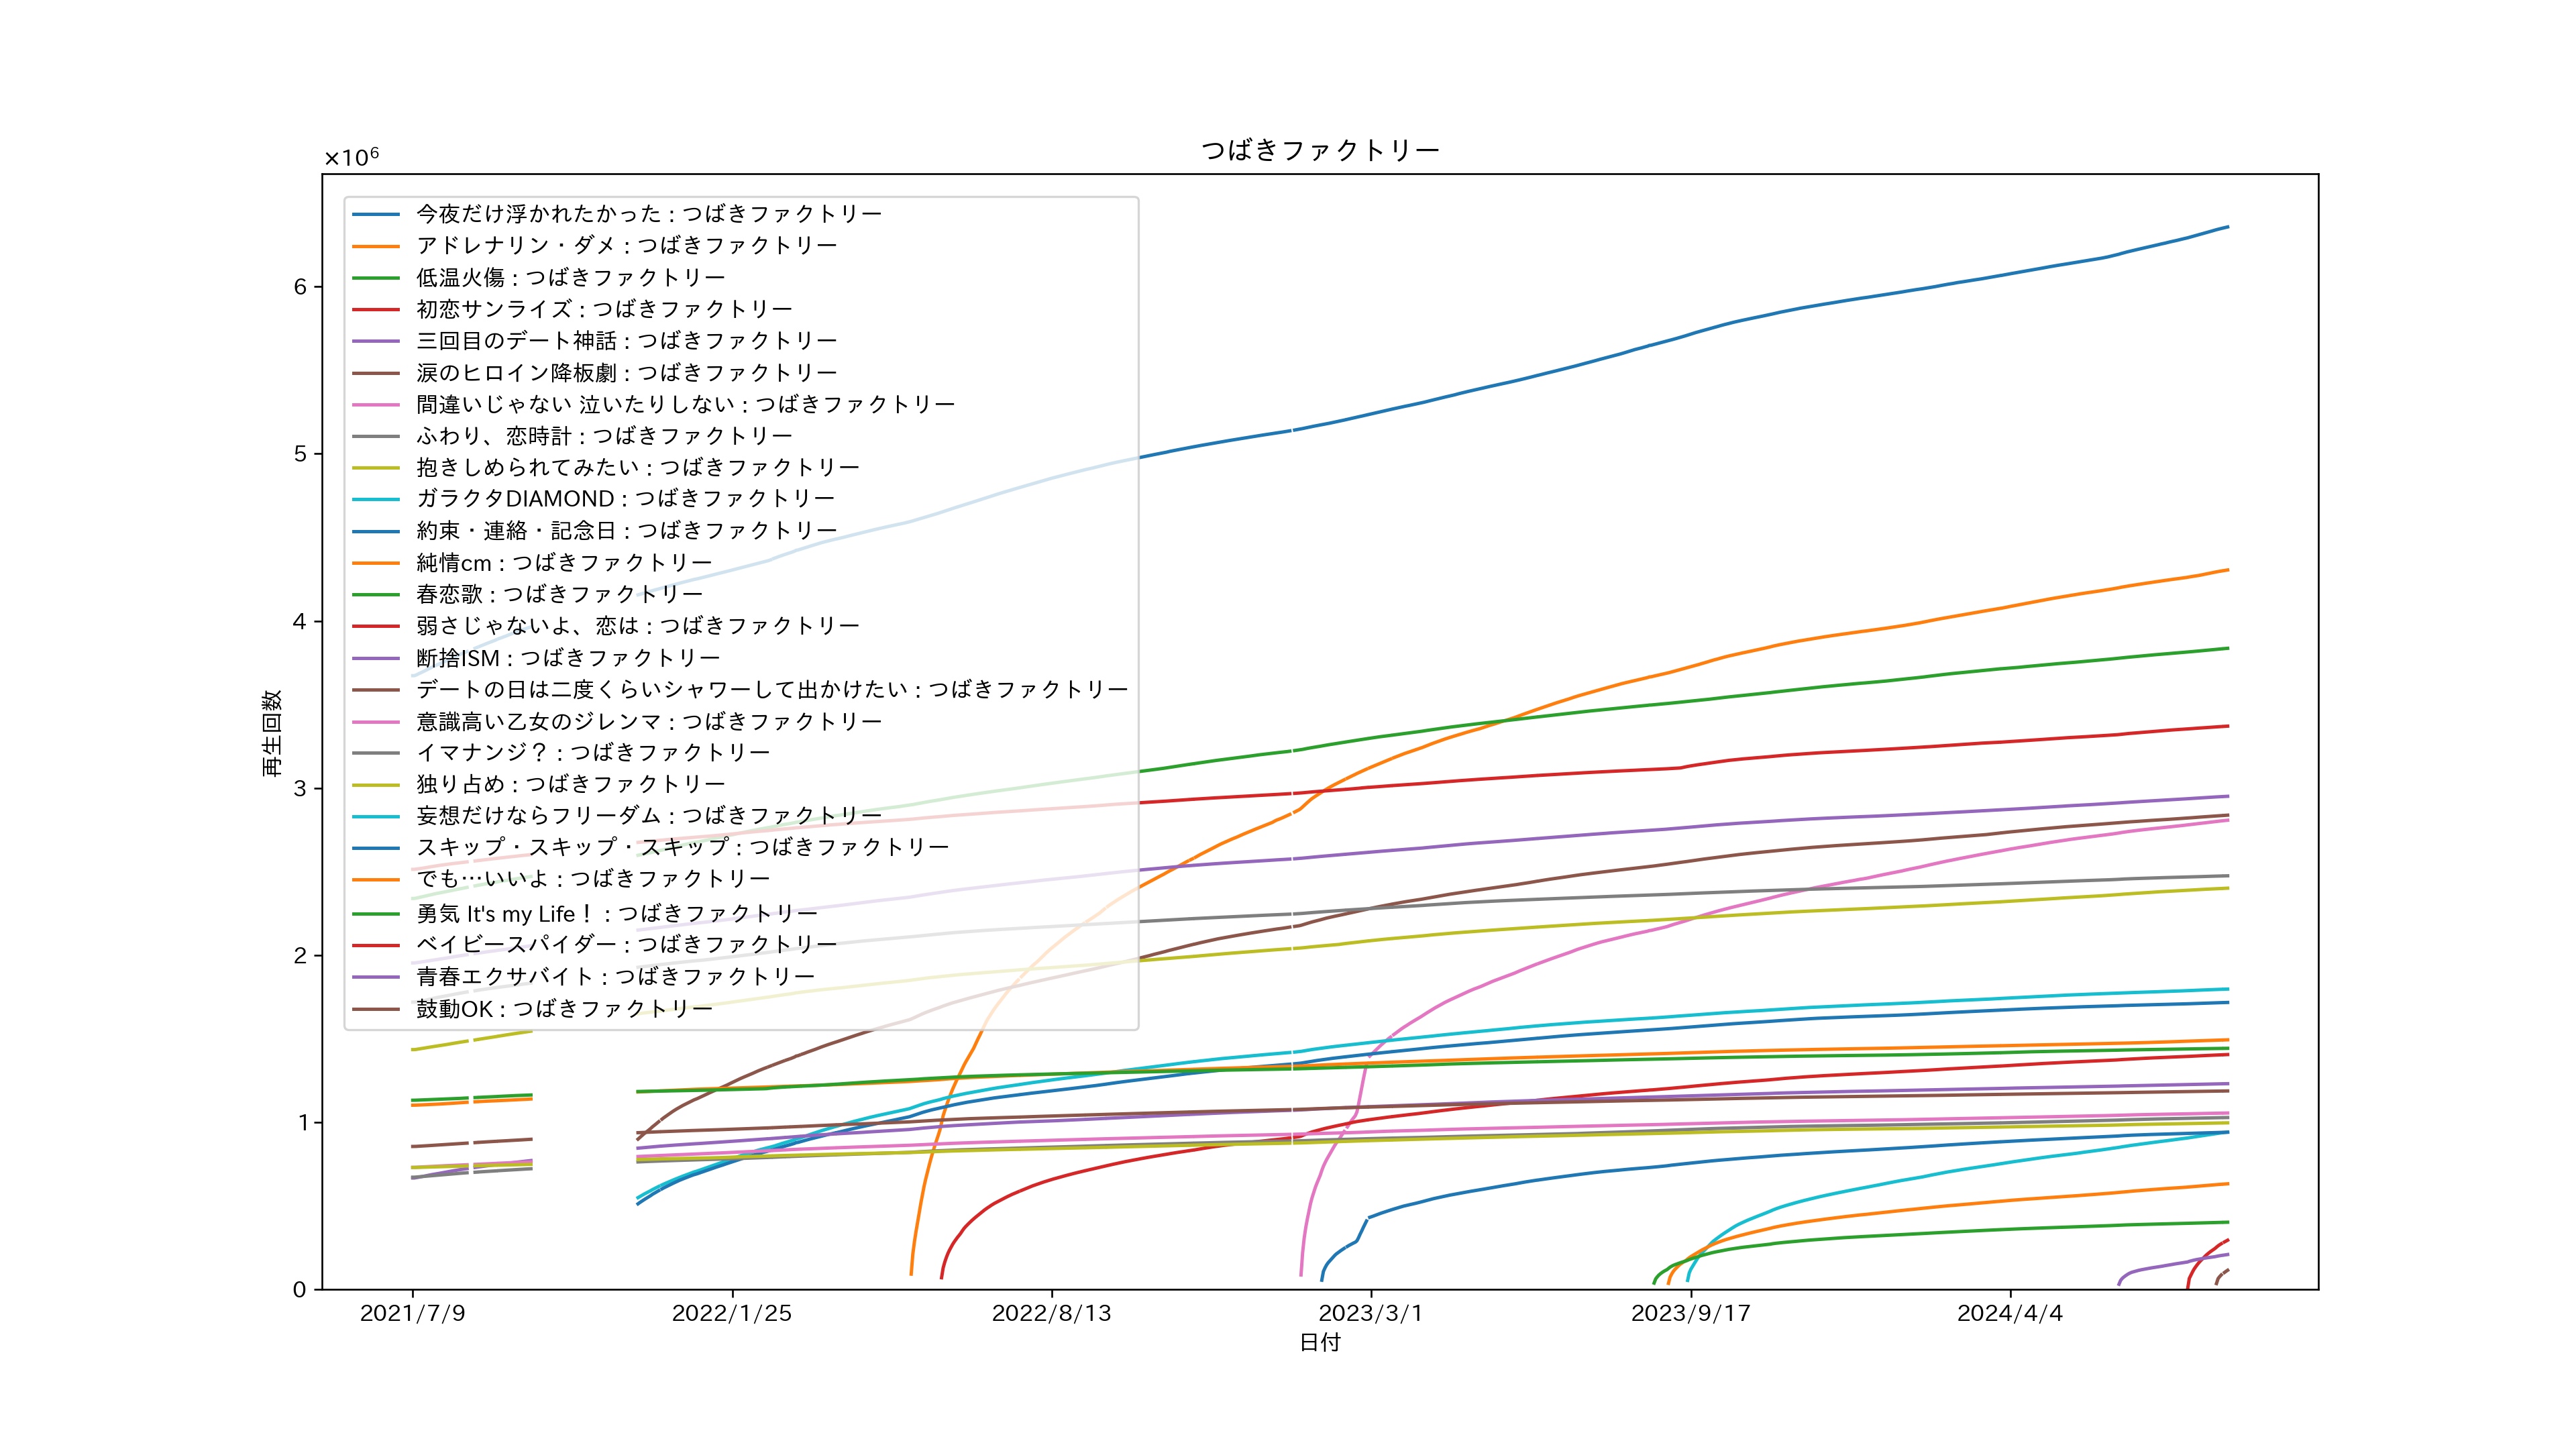 つばきファクトリー
×10⁶
今夜だけ浮かれたかった : つばきファクトリー
アドレナリン・ダメ : つばきファクトリー
低温火傷 : つばきファクトリー
初恋サンライズ : つばきファクトリー
三回目のデート神話 : つばきファクトリー
涙のヒロイン降板劇 : つばきファクトリー
間違いじゃない 泣いたりしない : つばきファクトリー
ふわり、恋時計 : つばきファクトリー
抱きしめられてみたい : つばきファクトリー
ガラクタDIAMOND : つばきファクトリー
約束・連絡・記念日 : つばきファクトリー
純情cm : つばきファクトリー
春恋歌 : つばきファクトリー
弱さじゃないよ、恋は : つばきファクトリー
断捨ISM : つばきファクトリー
デートの日は二度くらいシャワーして出かけたい : つばきファクトリー
意識高い乙女のジレンマ : つばきファクトリー
イマナンジ？ : つばきファクトリー
独り占め : つばきファクトリー
妄想だけならフリーダム : つばきファクトリー
スキップ・スキップ・スキップ : つばきファクトリー
でも…いいよ : つばきファクトリー
勇気 It's my Life！ : つばきファクトリー
ベイビースパイダー : つばきファクトリー
青春エクサバイト : つばきファクトリー
鼓動OK : つばきファクトリー
再生回数
6
5
4
3
2
1
0
2021/7/9
2022/1/25
2022/8/13
2023/3/1
2023/9/17
2024/4/4
日付